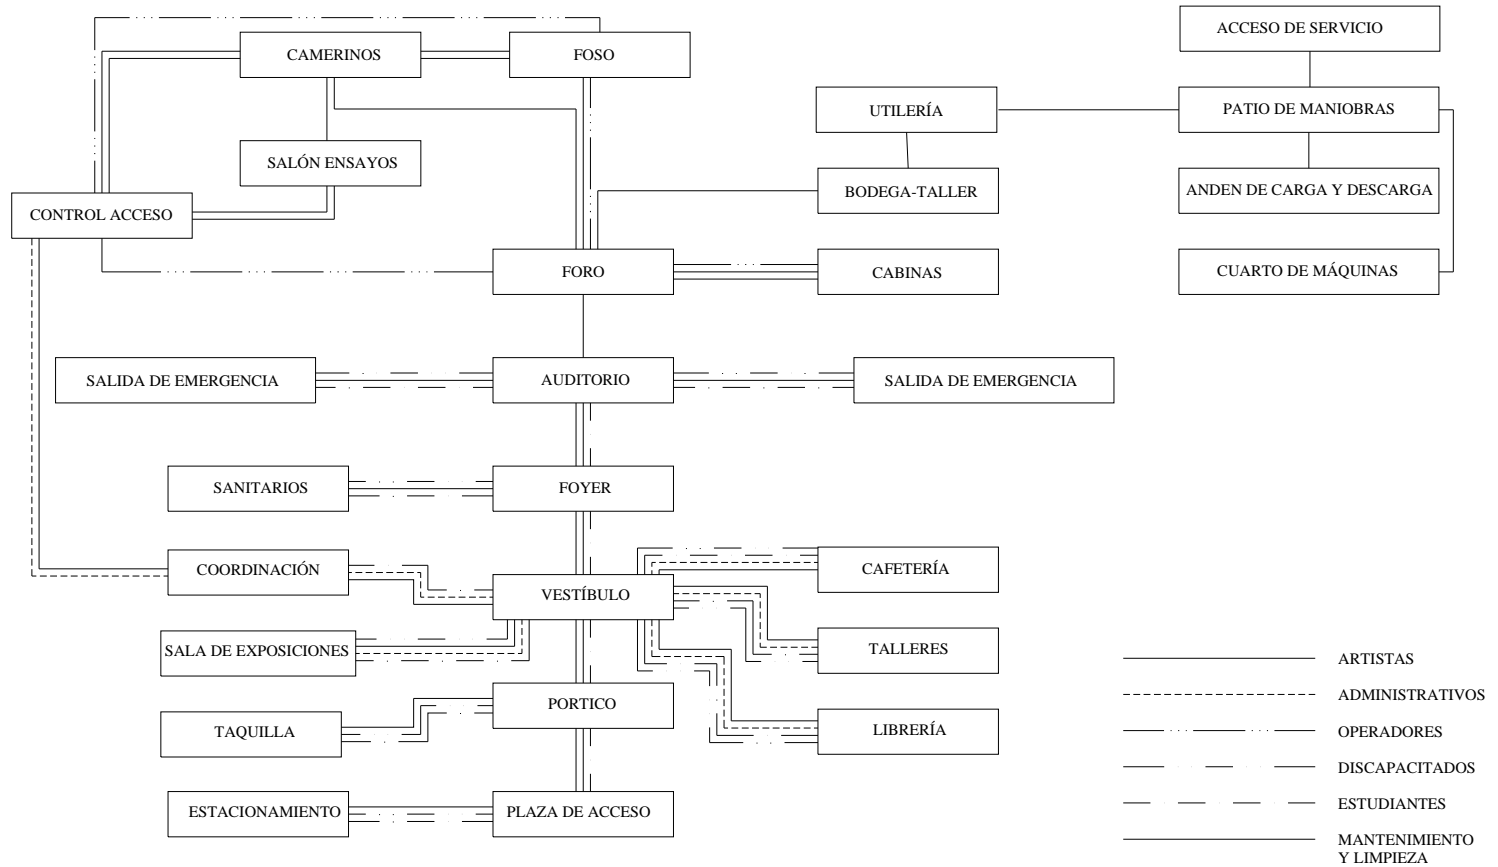 ACCESO DE SERVICIO
CAMERINOS
FOSO
UTILERÍA
PATIO DE MANIOBRAS
SALÓN ENSAYOS
BODEGA-TALLER
ANDEN DE CARGA Y DESCARGA
CONTROL ACCESO
FORO
CABINAS
CUARTO DE MÁQUINAS
SALIDA DE EMERGENCIA
AUDITORIO
SALIDA DE EMERGENCIA
SANITARIOS
FOYER
COORDINACIÓN
VESTÍBULO
CAFETERÍA
SALA DE EXPOSICIONES
TALLERES
TAQUILLA
PORTICO
LIBRERÍA
ESTACIONAMIENTO
PLAZA DE ACCESO
ARTISTAS
ADMINISTRATIVOS
OPERADORES
DISCAPACITADOS
ESTUDIANTES
MANTENIMIENTO
Y LIMPIEZA